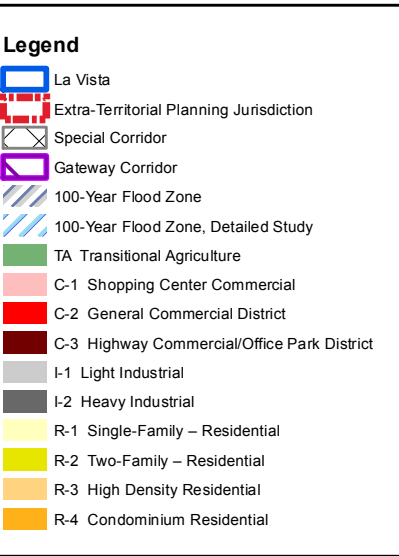 Legend
La Vista
Extra-Territorial Planning Jurisdiction
Special Corridor
Gateway Corridor
100-Year Flood Zone
100-Year Flood Zone, Detailed Study
TA Transitional Agriculture
C-1 Shopping Center Commercial
C-2 General Commercial District
C-3 Highway Commercial/Office Park District
I-1 Light Industrial
I-2 Heavy Industrial
R-1 Single-Family – Residential
R-2 Two-Family – Residential
R-3 High Density Residential
R-4 Condominium Residential